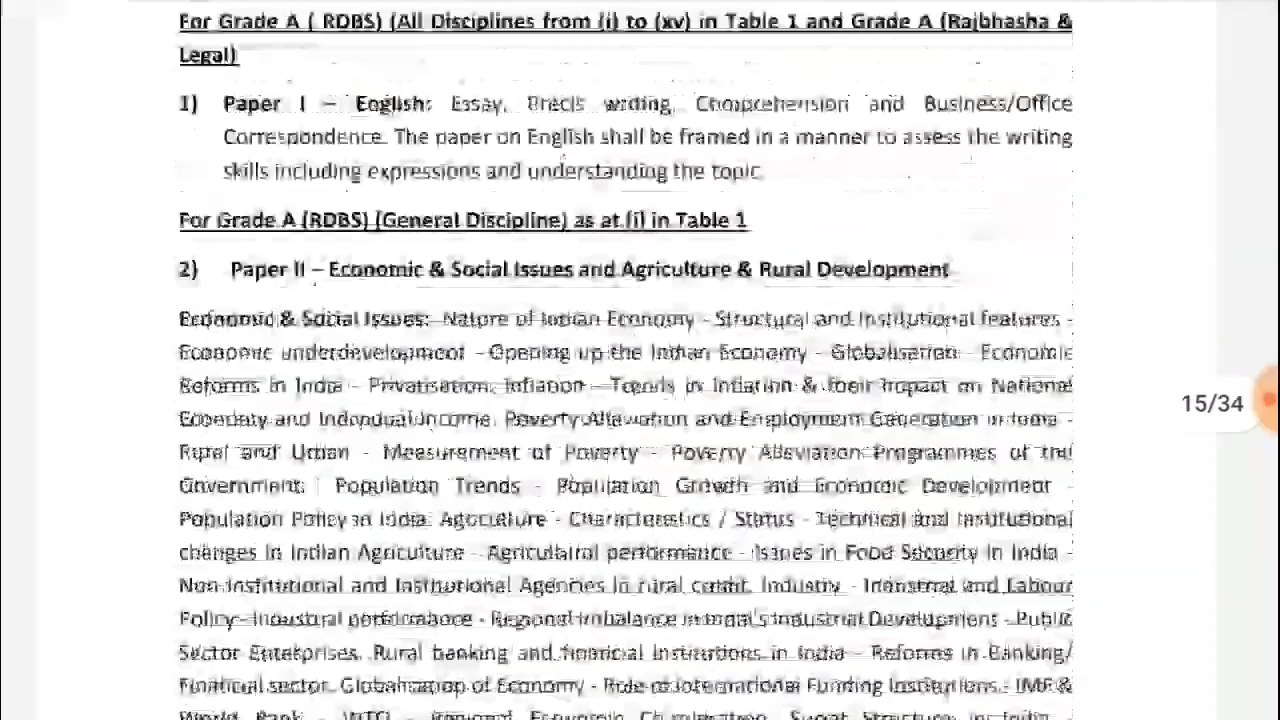 For Grade A ( RDBS) (All Disciplines from (i) to (xv) in Table 1 and Grade A (Rajbhasha &
Legal)
1) Paper I – English: Essay, Precis writing, Comprehension and Business/Office
Correspondence. The paper on English shall be framed in a manner to assess the writing
skills including expressions and understanding the topic.
For Grade A (RDBS) (General Discipline) as at (i) in Table 1
2) Paper II – Economic & Social Issues and Agriculture & Rural Development
Economic & Social Issues: Nature of Indian Economy - Structural and Institutional features -
Economic underdevelopment - Opening up the Indian Economy - Globalisation - Economic
Reforms in India - Privatisation. Inflation - Trends in Inflation & their Impact on National
Economy and Individual Income. Poverty Alleviation and Employment Generation in India -
Rural and Urban - Measurement of Poverty - Poverty Alleviation Programmes of the
Government. Population Trends - Population Growth and Economic Development -
Population Policy in India. Agriculture - Characteristics / Status - Technical and Institutional
changes in Indian Agriculture - Agricultural performance - Issues in Food Security in India -
Non Institutional and Institutional Agencies in rural credit. Industry - Industrial and Labour
Policy - Industrial performance - Regional imbalance in India's Industrial Development - Public
Sector Enterprises. Rural banking and financial institutions in India - Reforms in Banking/
Financial sector. Globalization of Economy - Role of International Funding Institutions - IMF &
World Bank - WTO - Regional Economic Cooperation. Social Structure in India -
15/34